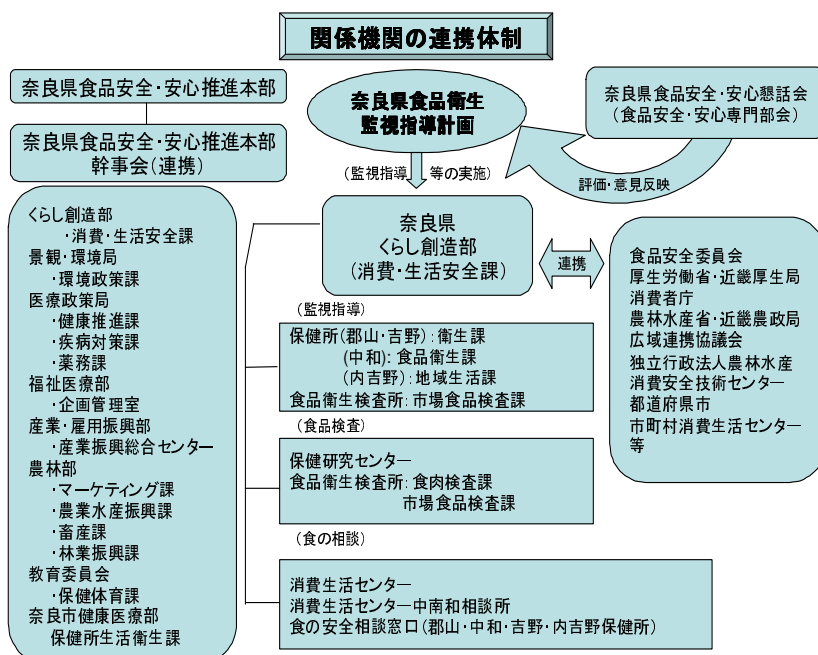 関係機関の連携体制
奈良県食品安全・安心推進本部
奈良県食品安全・安心推進本部
幹事会(連携)
くらし創造部
・消費・生活安全課
景観・環境局
・環境政策課
医療政策局
・健康推進課
・疾病対策課
・薬務課
福祉医療部
・企画管理室
産業・雇用振興部
・産業振興総合センター
農林部
・マーケティング課
・農業水産振興課
・畜産課
・林業振興課
教育委員会
・保健体育課
奈良市健康医療部
保健所生活衛生課
奈良県食品衛生
監視指導計画
(監視指導 等の実施)
奈良県
くらし創造部
(消費・生活安全課)
(監視指導)
保健所(郡山・吉野):衛生課
(中和):食品衛生課
(内吉野):地域生活課
食品衛生検査所:市場食品検査課
(食品検査)
保健研究センター
食品衛生検査所:食肉検査課
市場食品検査課
(食の相談)
消費生活センター
消費生活センター中南和相談所
食の安全相談窓口(郡山・中和・吉野・内吉野保健所)
奈良県食品安全・安心懇話会
(食品安全・安心専門部会)
評価・意見反映
連携
食品安全委員会
厚生労働省・近畿厚生局
消費者庁
農林水産省・近畿農政局
広域連携協議会
独立行政法人農林水産
消費安全技術センター
都道府県市
市町村消費生活センター
等